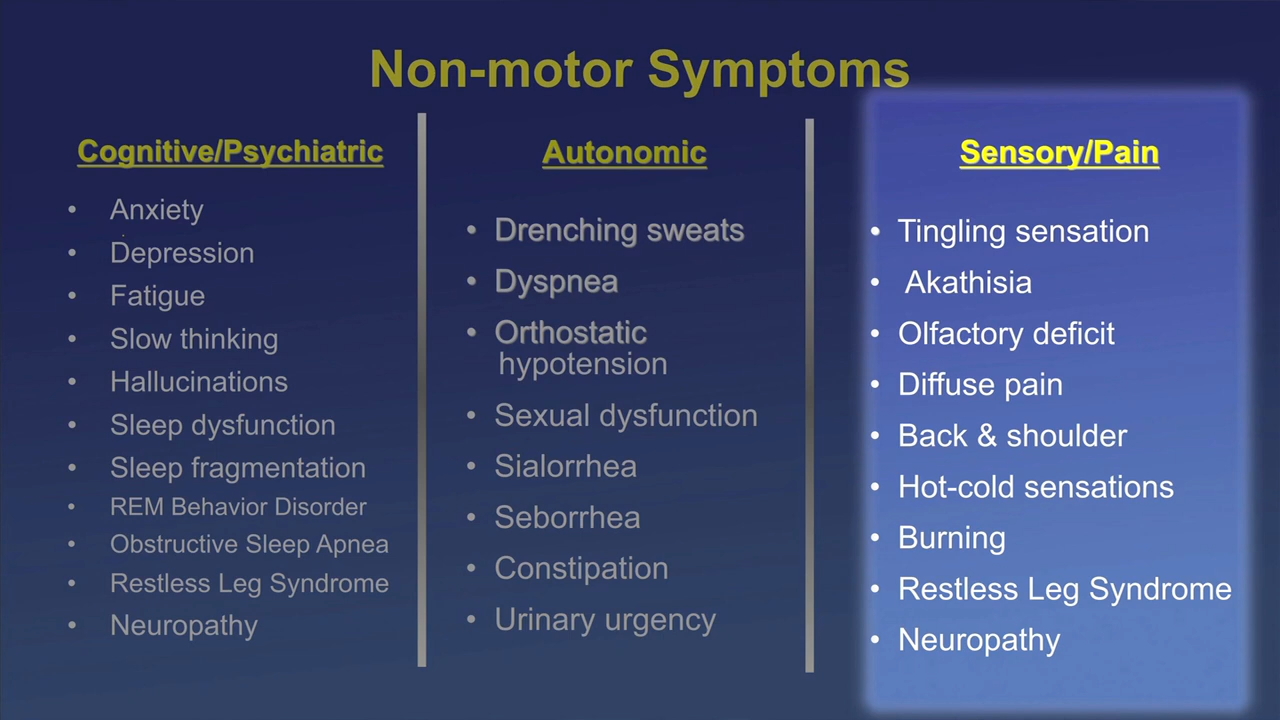 Non-motor Symptoms
Cognitive/Psychiatric
• Anxiety
• Depression
• Fatigue
• Slow thinking
• Hallucinations
• Sleep dysfunction
• Sleep fragmentation
• REM Behavior Disorder
• Obstructive Sleep Apnea
• Restless Leg Syndrome
• Neuropathy
Autonomic
• Drenching sweats
• Dyspnea
• Orthostatic
hypotension
• Sexual dysfunction
• Sialorrhea
• Seborrhea
• Constipation
• Urinary urgency
Sensory/Pain
• Tingling sensation
• Akathisia
• Olfactory deficit
• Diffuse pain
• Back & shoulder
• Hot-cold sensations
• Burning
• Restless Leg Syndrome
• Neuropathy